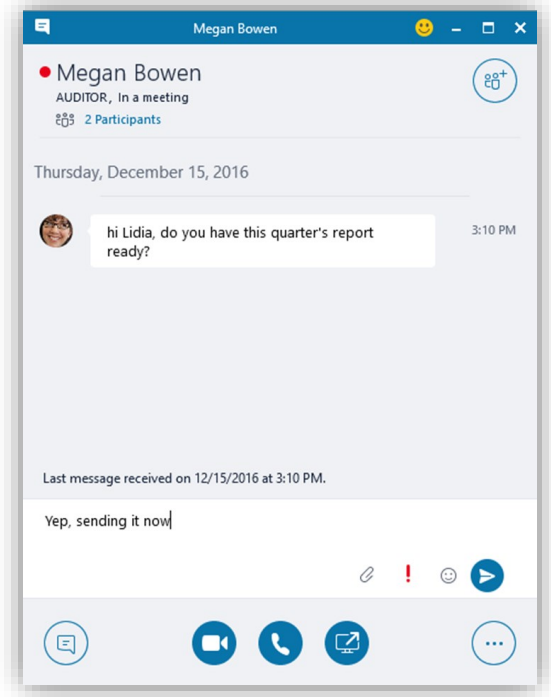 Megan Bowen
Megan Bowen
AUDITOR, In a meeting
2 Participants
Thursday, December 15, 2016
hi Lidia, do you have this quarter's report
ready?
3:10 PM
Last message received on 12/15/2016 at 3:10 PM.
Yep, sending it now